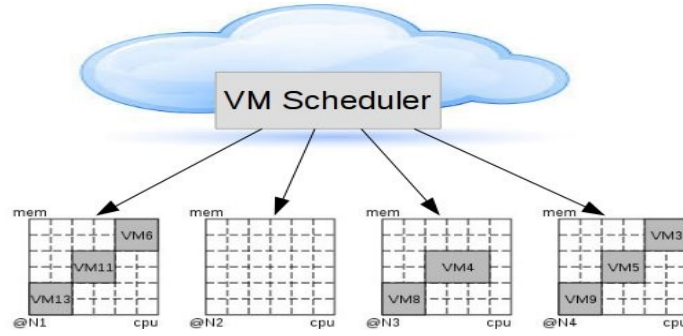 VM Scheduler
mem mem mem mem
VM6 VM3
VM11 VM4 VM5
VM13 VM8 VM9
@N1 cpu @N2 cpu @N3 cpu @N4 cpu